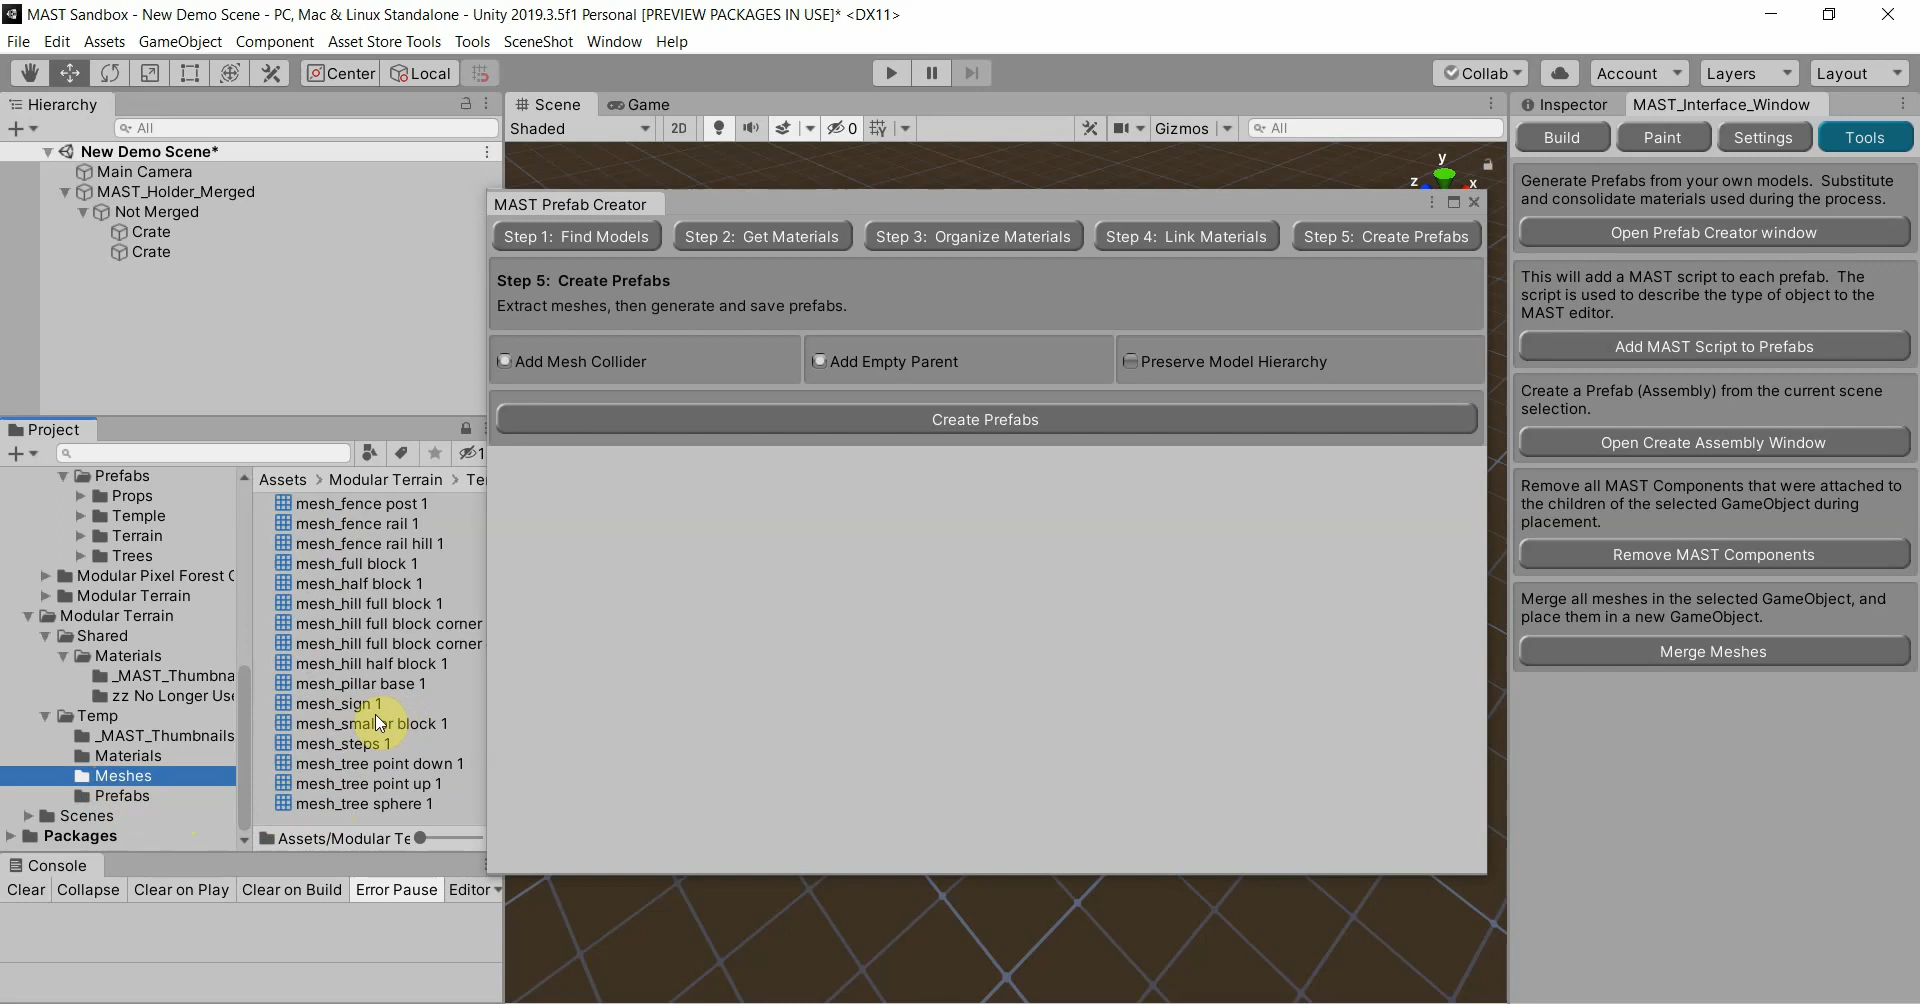 MAST Sandbox - New Demo Scene - PC, Mac & Linux Standalone - Unity 2019.3.5f1 Personal [PREVIEW PACKAGES IN USE]* <DX11>
File Edit Assets GameObject Component Asset Store Tools Tools SceneShot Window Help
Center Local Collab Account Layers Layout
Hierarchy
All
New Demo Scene*
Main Camera
MAST_Holder_Merged
Not Merged
Crate
Crate
Scene Game
Shaded 2D 0 Gizmos All
y
z x
MAST Prefab Creator
Step 1: Find Models Step 2: Get Materials Step 3: Organize Materials Step 4: Link Materials Step 5: Create Prefabs
Step 5: Create Prefabs
Extract meshes, then generate and save prefabs.
Add Mesh Collider Add Empty Parent Preserve Model Hierarchy
Create Prefabs
Inspector MAST_Interface_Window
Build Paint Settings Tools
Generate Prefabs from your own models. Substitute
and consolidate materials used during the process.
Open Prefab Creator window
This will add a MAST script to each prefab. The
script is used to describe the type of object to the
MAST editor.
Add MAST Script to Prefabs
Create a Prefab (Assembly) from the current scene
selection.
Open Create Assembly Window
Remove all MAST Components that were attached to
the children of the selected GameObject during
placement.
Remove MAST Components
Merge all meshes in the selected GameObject, and
place them in a new GameObject.
Merge Meshes
Project
1
Prefabs
Props
Temple
Terrain
Trees
Modular Pixel Forest
Modular Terrain
Modular Terrain
Shared
Materials
_MAST_Thumbna
zz No Longer Us
Temp
_MAST_Thumbnails
Materials
Meshes
Prefabs
Scenes
Packages
Assets > Modular Terrain > Te
mesh_fence post 1
mesh_fence rail 1
mesh_fence rail hill 1
mesh_full block 1
mesh_half block 1
mesh_hill full block 1
mesh_hill full block corner
mesh_hill full block corner
mesh_hill half block 1
mesh_pillar base 1
mesh_sign 1
mesh_smaller block 1
mesh_steps 1
mesh_tree point down 1
mesh_tree point up 1
mesh_tree sphere 1
Assets/Modular Te
Console
Clear Collapse Clear on Play Clear on Build Error Pause Editor